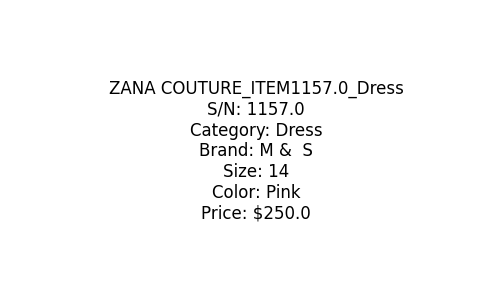 ZANA COUTURE_ITEM1157.0_Dress
S/N: 1157.0
Category: Dress
Brand: M &  S
Size: 14
Color: Pink
Price: $250.0